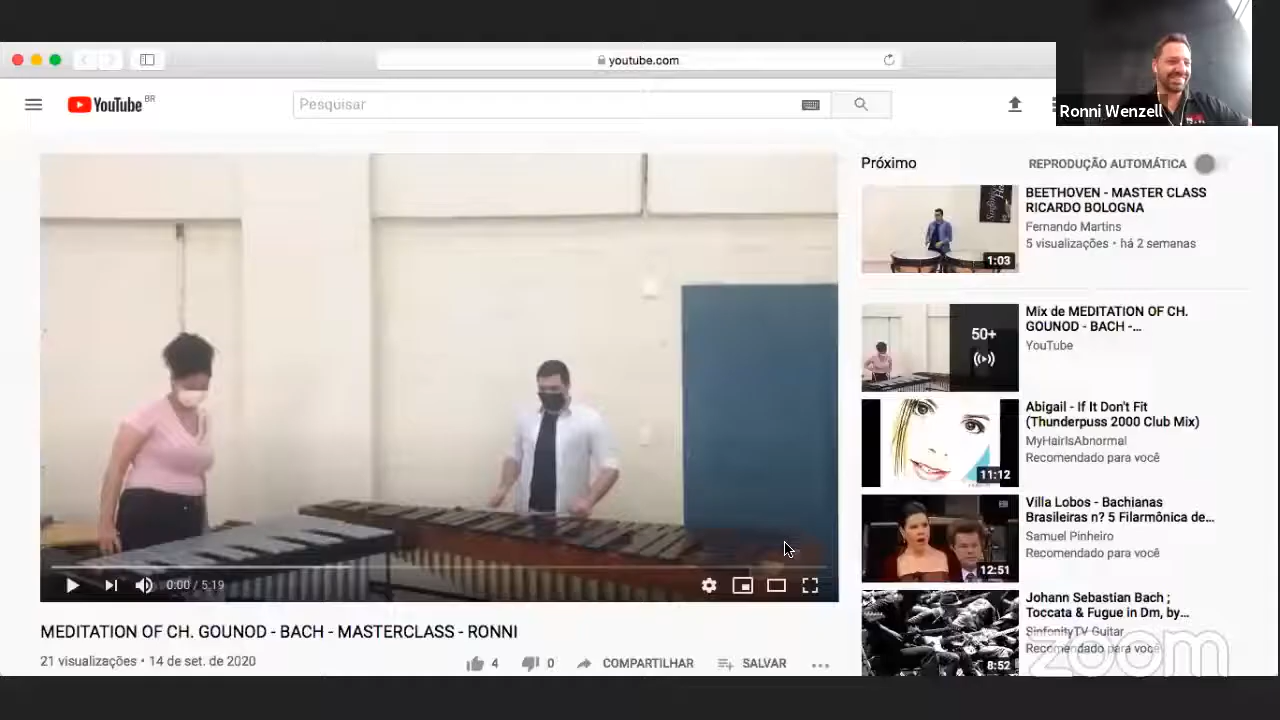 youtube.com
Ronni Wenzell
YouTube BR
Pesquisar
Próximo
REPRODUÇÃO AUTOMÁTICA
BEETHOVEN - MASTER CLASS
RICARDO BOLOGNA
Fernando Martins
5 visualizações • há 2 semanas
1:03
Mix de MEDITATION OF CH.
GOUNOD - BACH -...
YouTube
50+
Abigail - If It Don't Fit
(Thunderpuss 2000 Club Mix)
MyHairIsAbnormal
Recomendado para você
11:12
Villa Lobos - Bachianas
Brasileiras n? 5 Filarmônica de...
Samuel Pinheiro
Recomendado para você
12:51
Johann Sebastian Bach ;
Toccata & Fugue in Dm, by...
SinfonityTV Guitar
Recomendado para você
8:52
0:00 / 5:19
MEDITATION OF CH. GOUNOD - BACH - MASTERCLASS - RONNI
21 visualizações • 14 de set. de 2020
4
0
COMPARTILHAR
SALVAR
zoom